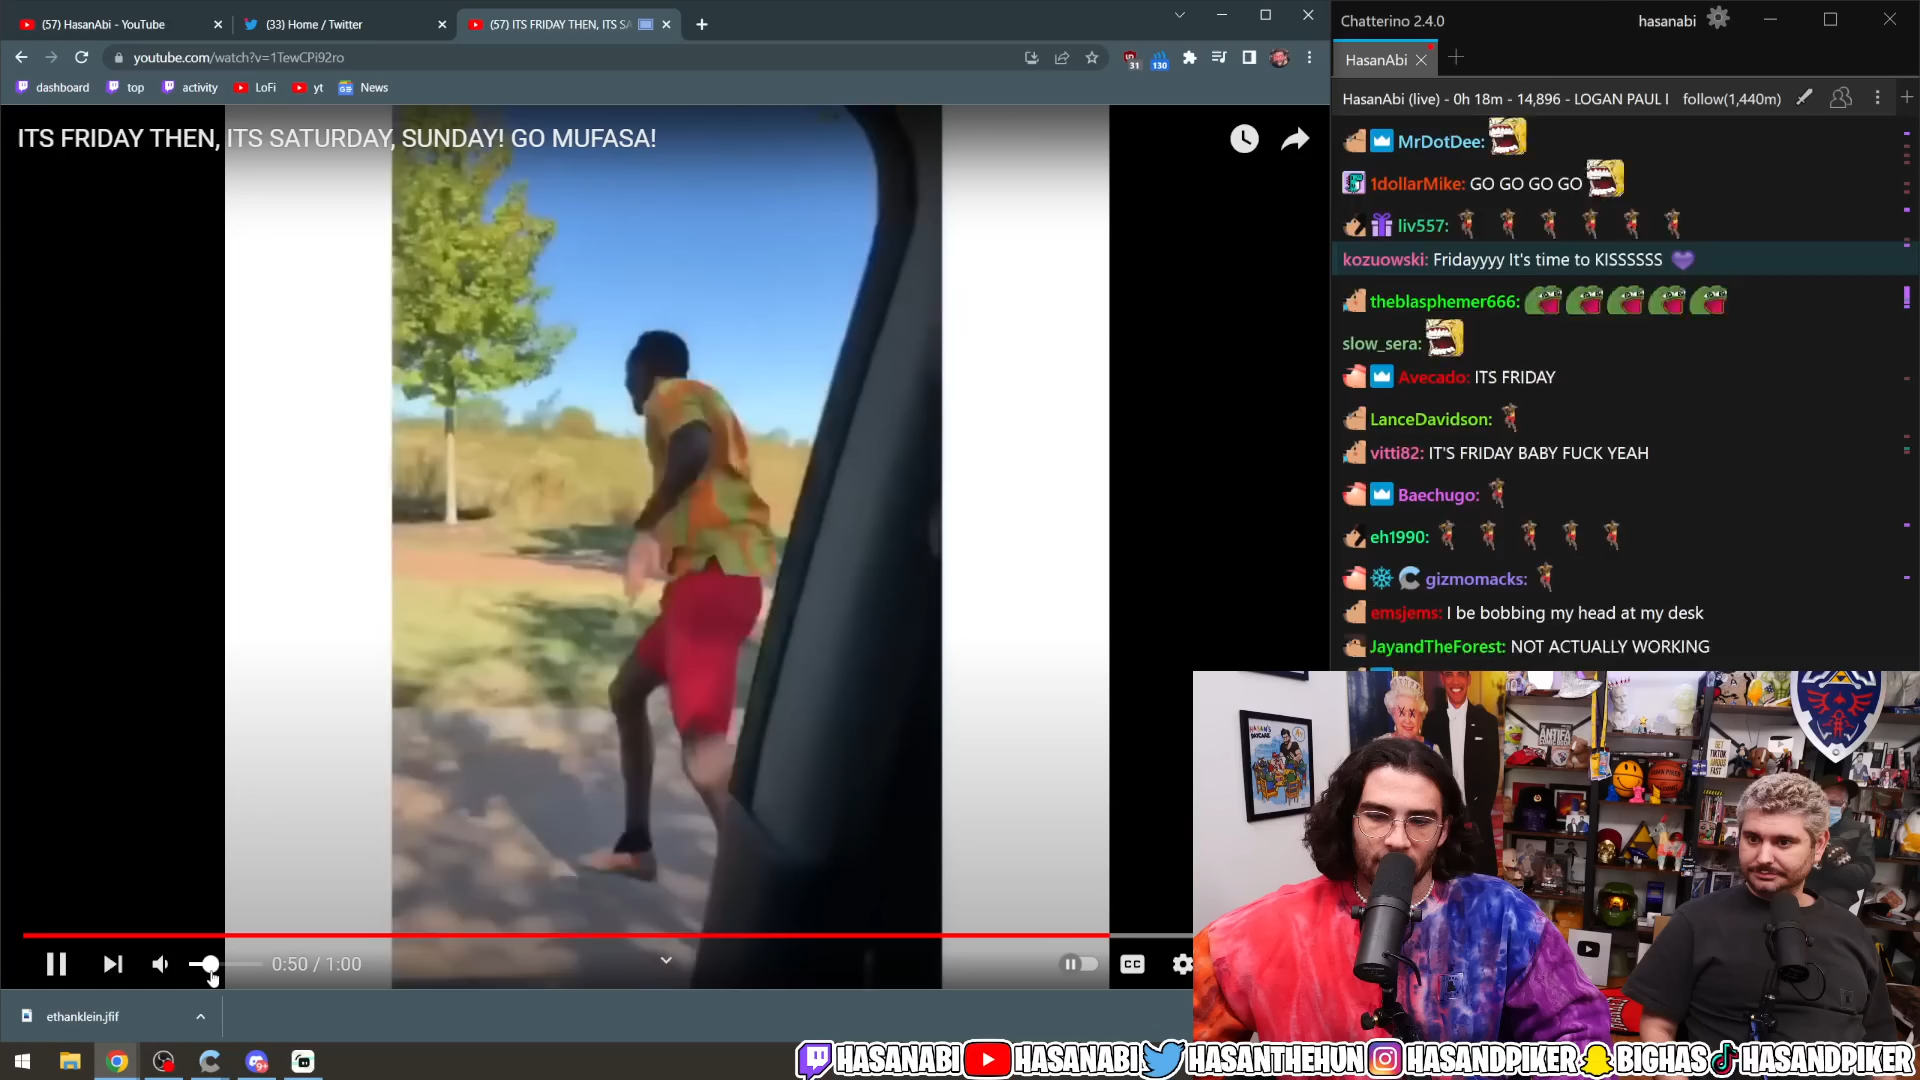 (57) HasanAbi - YouTube
(33) Home / Twitter
(57) ITS FRIDAY THEN, ITS SA
youtube.com/watch?v=1TewCPi92ro
31
130
dashboard
top
activity
LoFi
yt
News
ITS FRIDAY THEN, ITS SATURDAY, SUNDAY! GO MUFASA!
0:50 / 1:00
CC
ethanklein.jfif
Chatterino 2.4.0
hasanabi
HasanAbi
HasanAbi (live) - 0h 18m - 14,896 - LOGAN PAUL I
follow(1,440m)
MrDotDee:
1dollarMike: GO GO GO GO
liv557:
kozuowski: Fridayyyy It's time to KISSSSSS
theblasphemer666:
slow_sera:
Avecado: ITS FRIDAY
LanceDavidson:
vitti82: IT'S FRIDAY BABY FUCK YEAH
Baechugo:
eh1990:
gizmomacks:
emsjems: I be bobbing my head at my desk
JayandTheForest: NOT ACTUALLY WORKING
ANTIFA
HASANABI HASANABI HASANTHEHUN HASANDPIKER BIGHAS HASANDPIKER